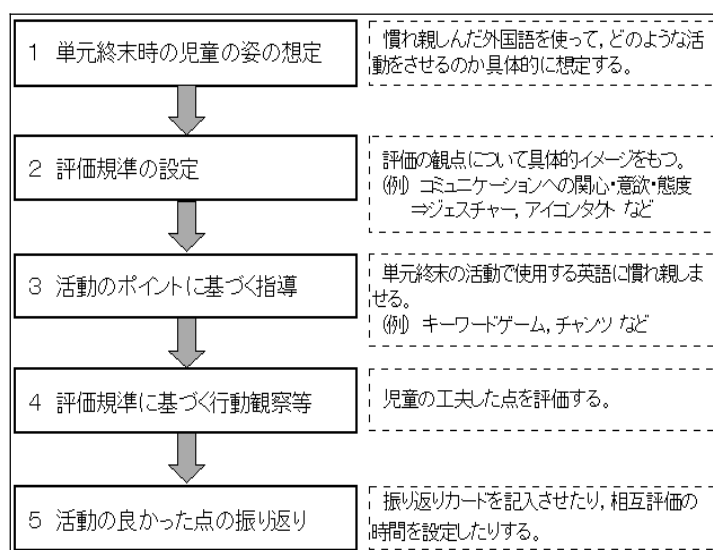 1 単元終末時の児童の姿の想定
慣れ親しんだ外国語を使って，どのような活
動をさせるのか具体的に想定する。
2 評価規準の設定
評価の観点について具体的イメージをもつ。
(例) コミュニケーションへの関心・意欲・態度
⇒ジェスチャー，アイコンタクト など
3 活動のポイントに基づく指導
単元終末の活動で使用する英語に慣れ親しま
せる。
(例) キーワードゲーム，チャンツ など
4 評価規準に基づく行動観察等
児童の工夫した点を評価する。
5 活動の良かった点の振り返り
振り返りカードを記入させたり，相互評価の
時間を設定したりする。